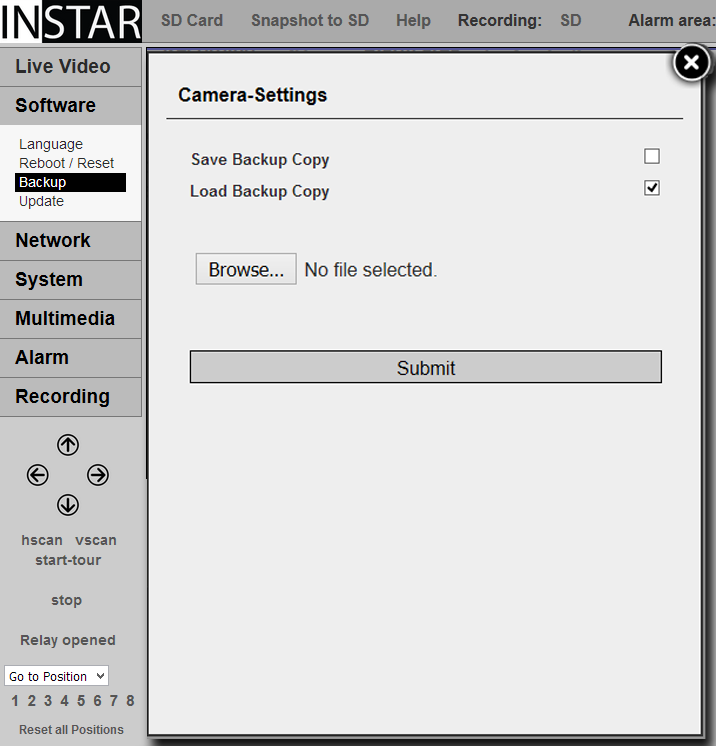 INSTAR
SD Card Snapshot to SD Help Recording: SD Alarm area:
Live Video
Software
Language
Reboot / Reset
Backup
Update
Network
System
Multimedia
Alarm
Recording
hscan vscan
start-tour
stop
Relay opened
Go to Position
1 2 3 4 5 6 7 8
Reset all Positions
Camera-Settings
Save Backup Copy
Load Backup Copy
Browse... No file selected.
Submit